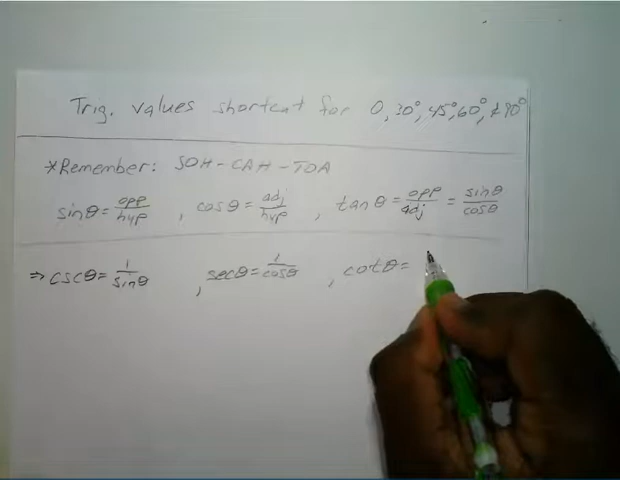 Trig. values shortcut for 0, 30°, 45°, 60°, & 90°
*Remember: SOH-CAH-TOA
sinθ = opp/hyp , cosθ = adj/hyp , tanθ = opp/adj = sinθ/cosθ
⇒ cscθ = 1/sinθ , secθ = 1/cosθ , cotθ =